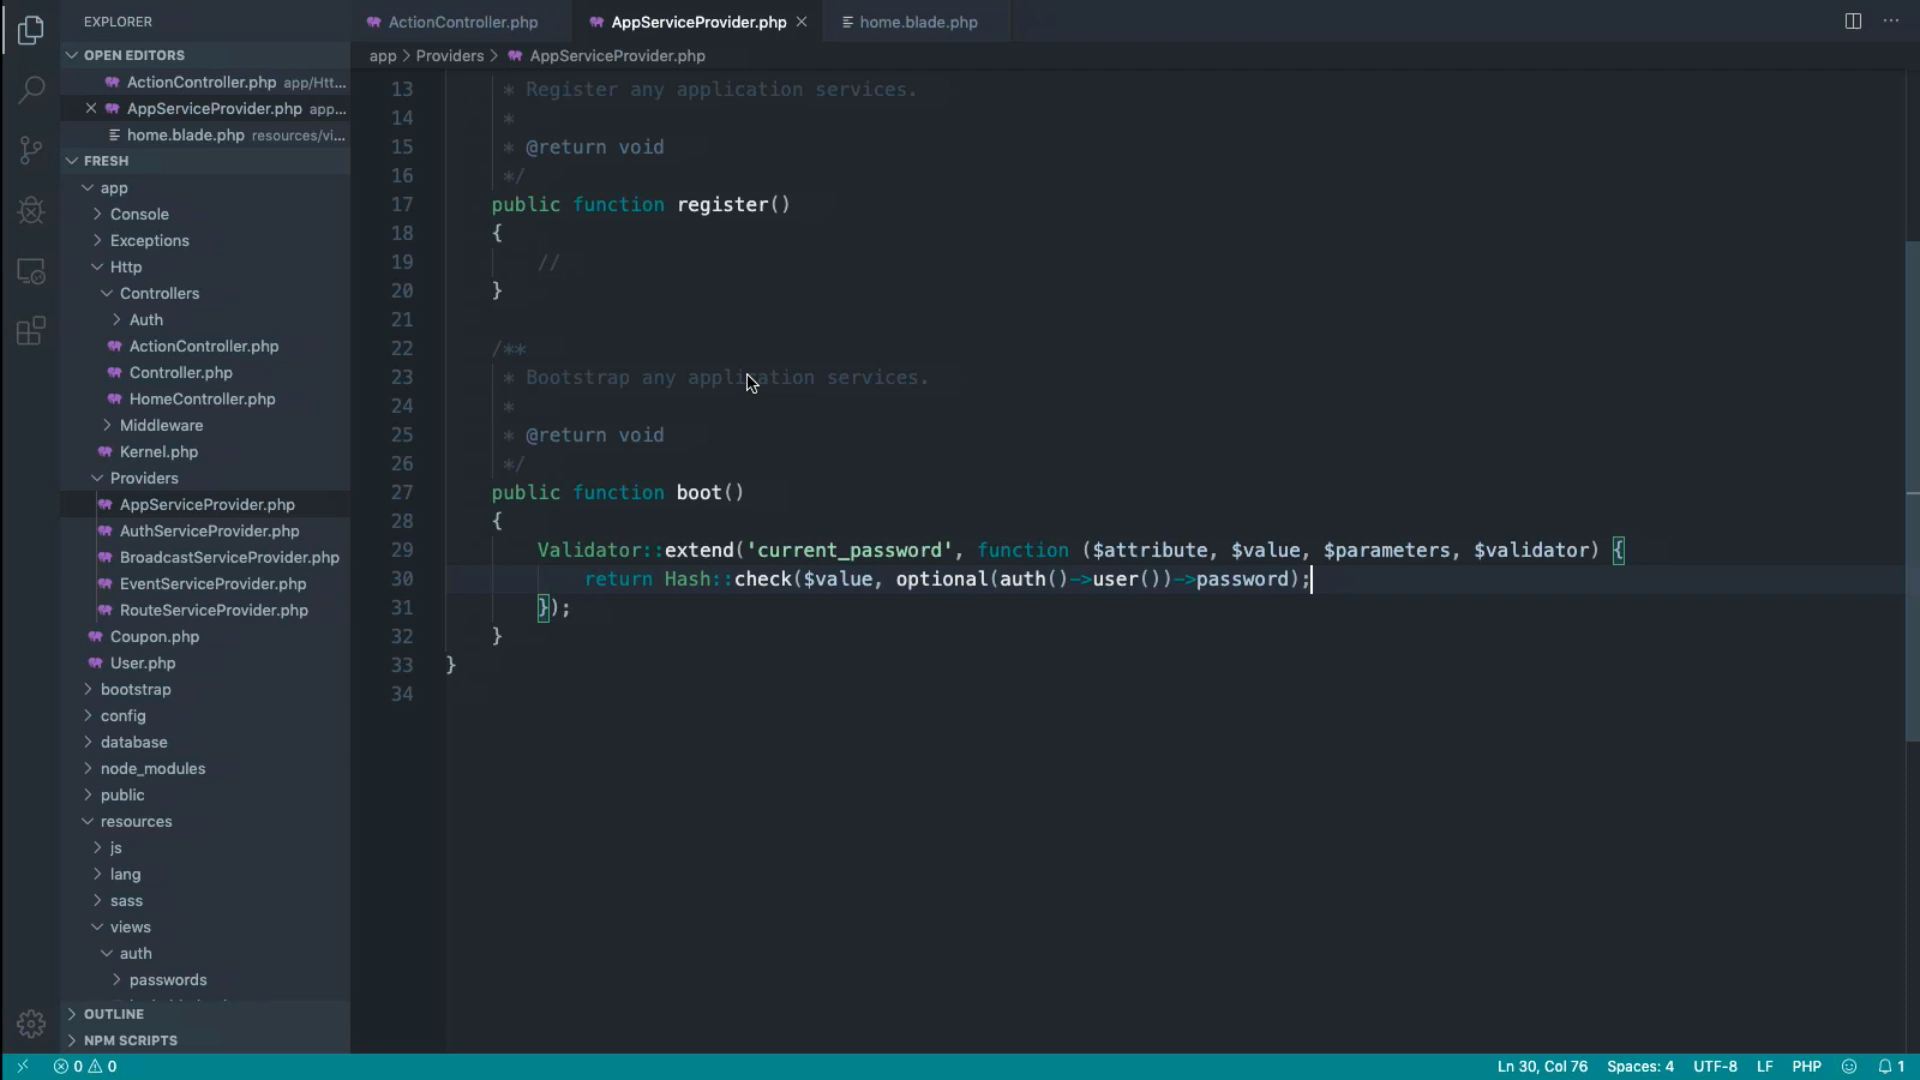 EXPLORER
OPEN EDITORS
ActionController.php app/Htt...
AppServiceProvider.php app...
home.blade.php resources/vi...
FRESH
app
Console
Exceptions
Http
Controllers
Auth
ActionController.php
Controller.php
HomeController.php
Middleware
Kernel.php
Providers
AppServiceProvider.php
AuthServiceProvider.php
BroadcastServiceProvider.php
EventServiceProvider.php
RouteServiceProvider.php
Coupon.php
User.php
bootstrap
config
database
node_modules
public
resources
js
lang
sass
views
auth
passwords
OUTLINE
NPM SCRIPTS
ActionController.php
AppServiceProvider.php
home.blade.php
app > Providers > AppServiceProvider.php
13 * Register any application services.
14 *
15 * @return void
16 */
17 public function register()
18 {
19 //
20 }
21
22 /**
23 * Bootstrap any application services.
24 *
25 * @return void
26 */
27 public function boot()
28 {
29 Validator::extend('current_password', function ($attribute, $value, $parameters, $validator) {
30 return Hash::check($value, optional(auth()->user())->password);
31 });
32 }
33 }
34
0 0
Ln 30, Col 76 Spaces: 4 UTF-8 LF PHP 1